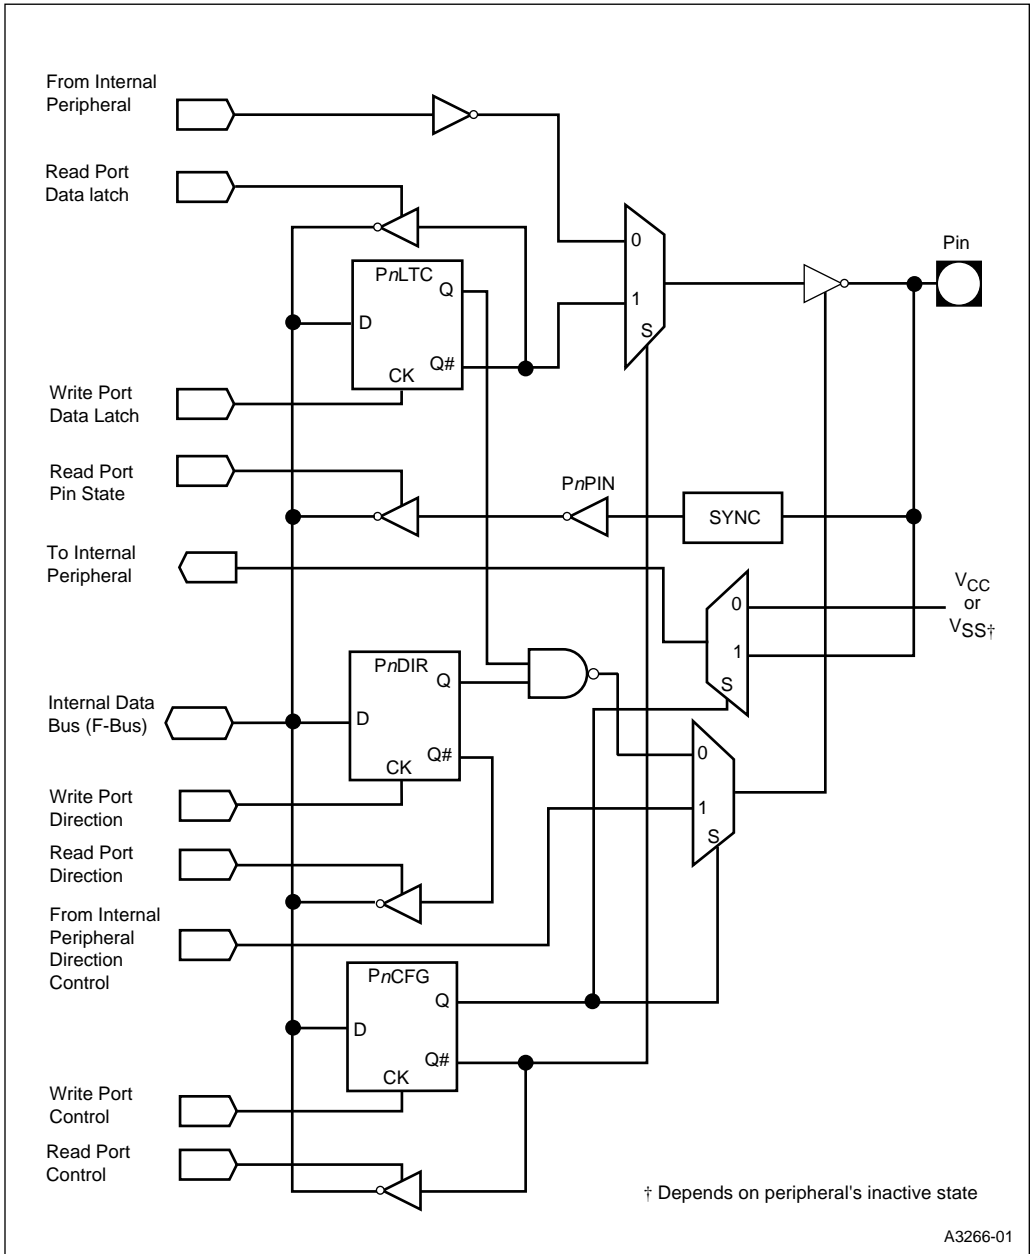 From Internal
Peripheral
Read Port
Data latch
0
Pin
PnLTC
Q
1
D
S
Q#
CK
Write Port
Data Latch
Read Port
Pin State
PnPIN
SYNC
To Internal
Peripheral
VCC
or
VSS†
0
1
PnDIR
Q
S
Internal Data
Bus (F-Bus)
D
Q#
0
CK
Write Port
Direction
1
S
Read Port
Direction
From Internal
Peripheral
Direction
Control
PnCFG
Q
D
Q#
CK
Write Port
Control
Read Port
Control
† Depends on peripheral's inactive state
A3266-01